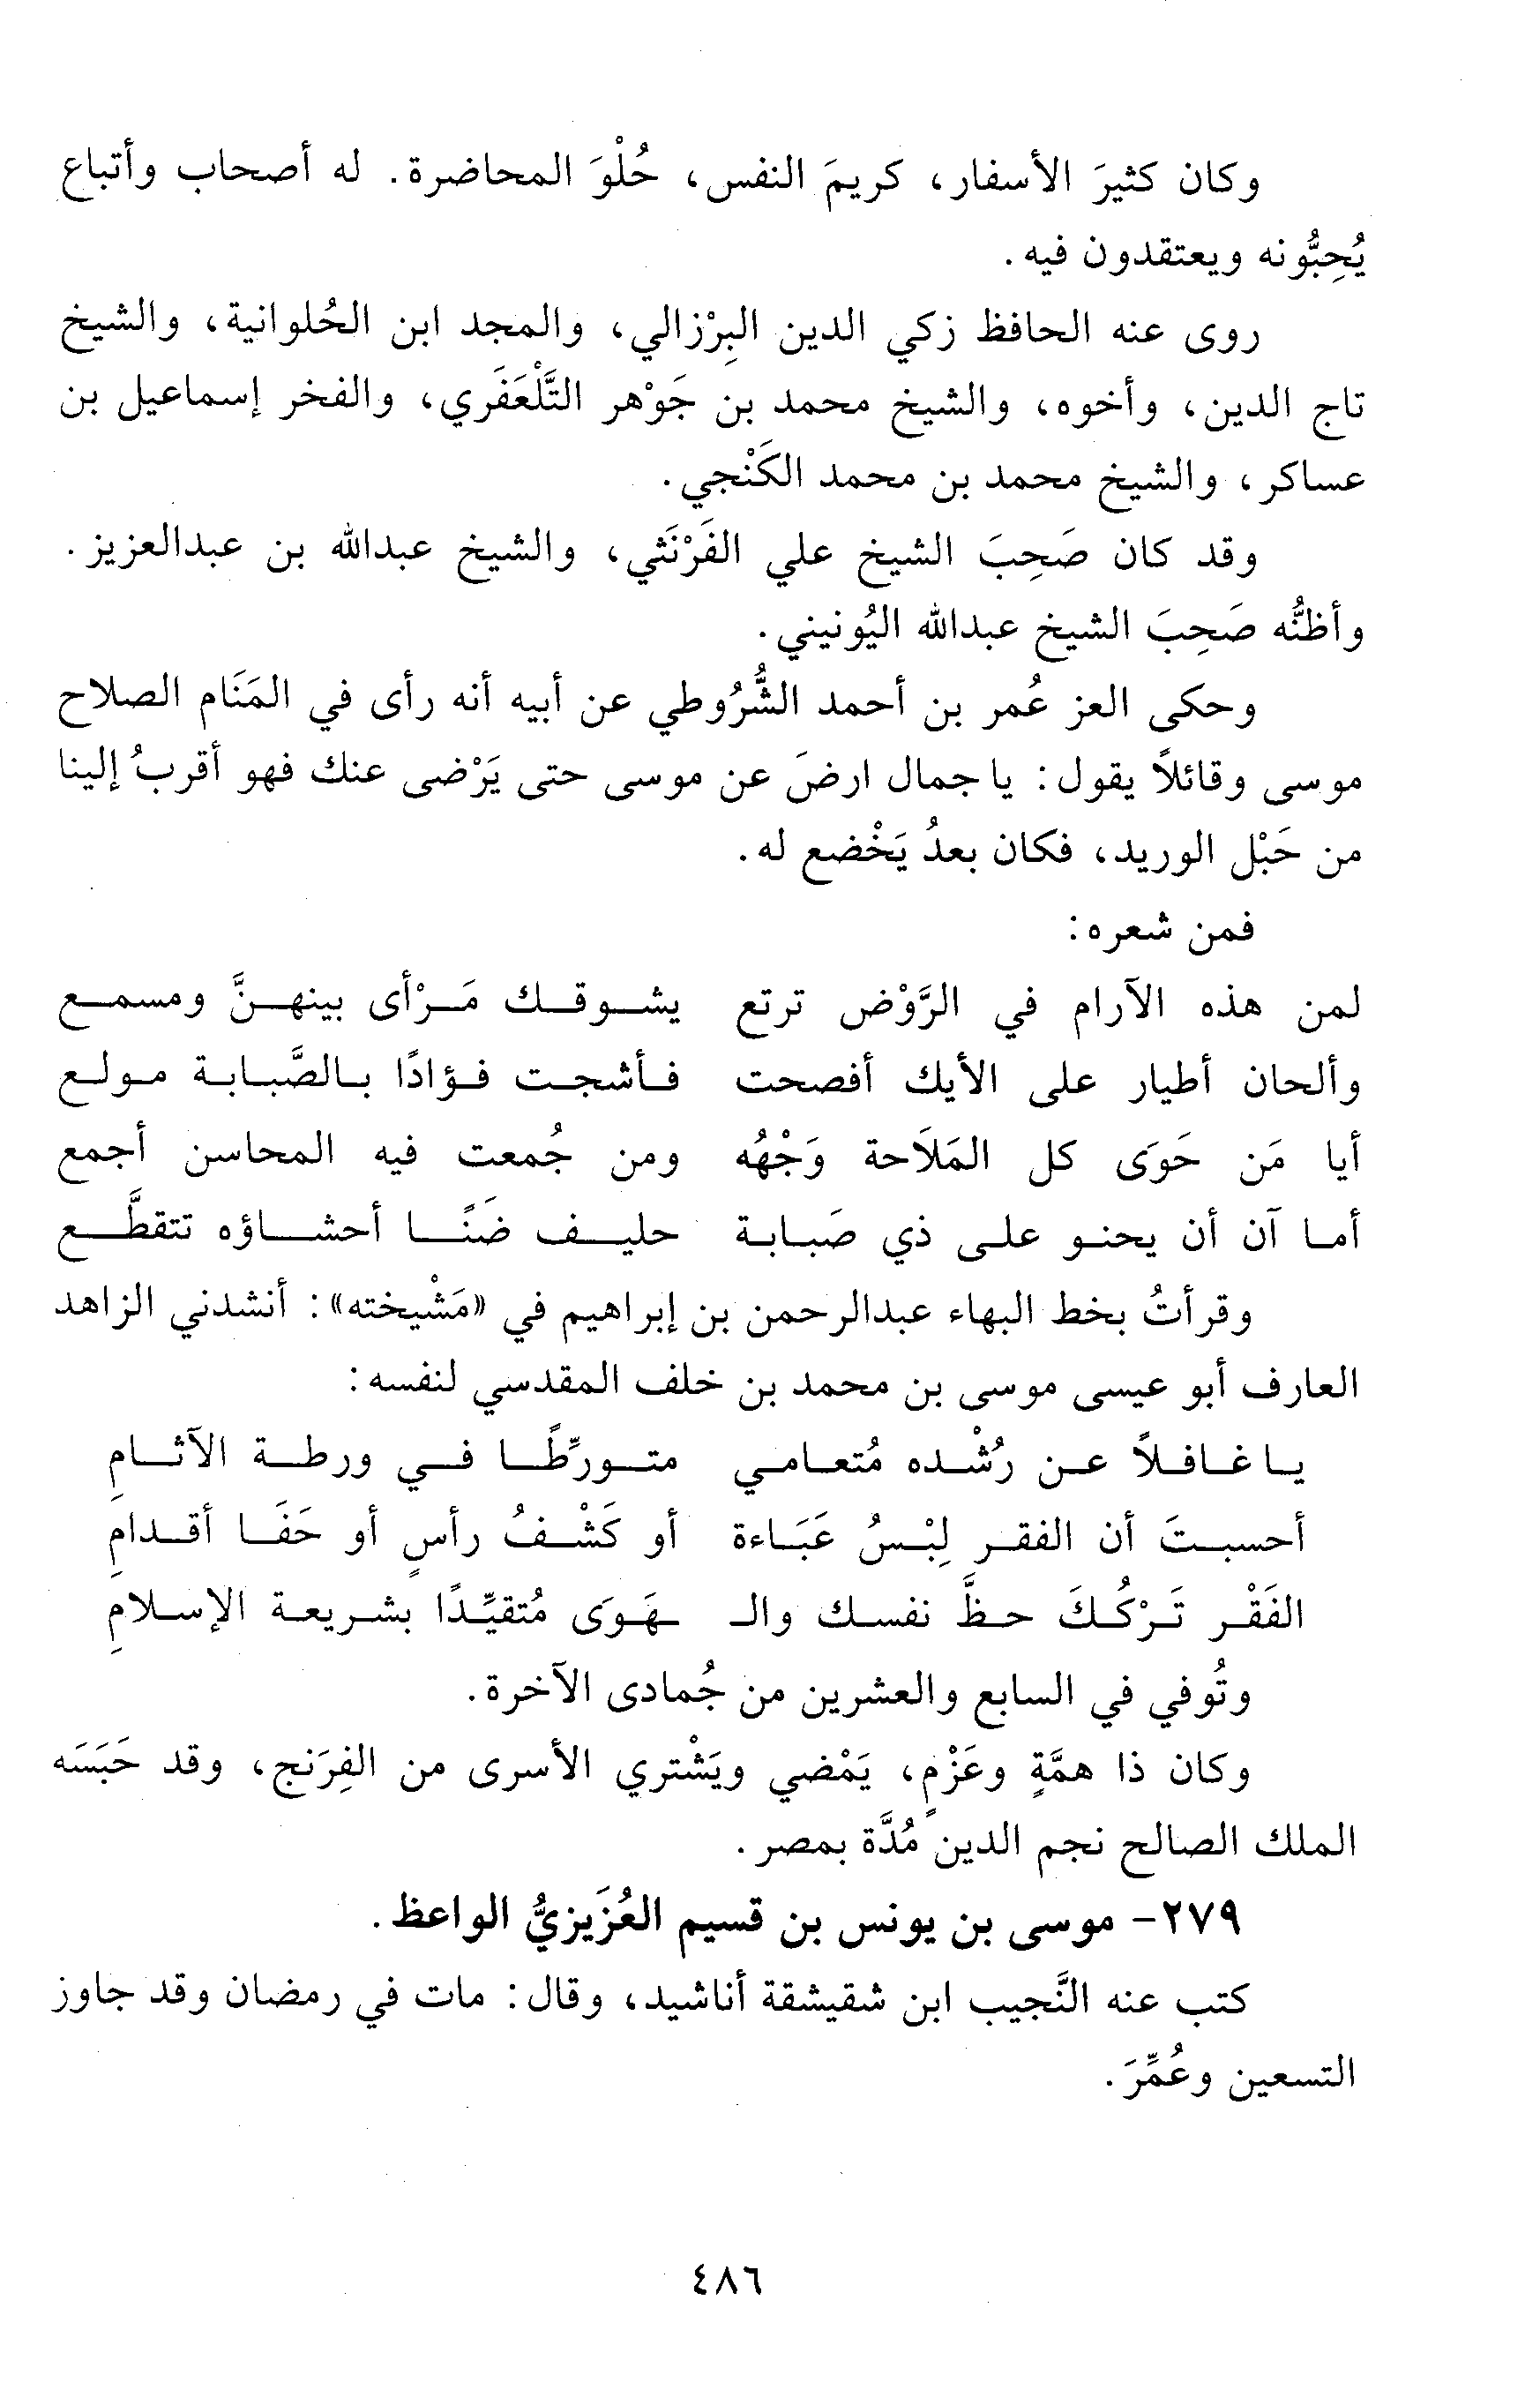 وكان كثيرَ الأسفار، كريمَ النفس، حُلْوَ المحاضرة. له أصحاب وأتباع
يُحِبُّونه ويعتقدون فيه.
روى عنه الحافظ زكي الدين البِرْزالي، والمجد ابن الحُلوانية، والشيخ
تاج الدين، وأخوه، والشيخ محمد بن جَوْهر التَّلْعَفَري، والفخر إسماعيل بن
عساكر، والشيخ محمد بن محمد الكَنْجي.
وقد كان صَحِبَ الشيخ علي الفَرْنَثي، والشيخ عبدالله بن عبدالعزيز.
وأظنُّه صَحِبَ الشيخ عبدالله اليُونيني.
وحكى العز عُمر بن أحمد الشُّرُوطي عن أبيه أنه رأى في المَنَام الصلاح
موسى وقائلاً يقول: يا جمال ارضَ عن موسى حتى يَرْضى عنك فهو أقربُ إلينا
من حَبْل الوريد، فكان بعدُ يَخْضع له.
فمن شعره:
لمن هذه الآرام في الرَّوْض ترتع يشوقك مَرْأى بينهنَّ ومسمع
وألحان أطيار على الأيك أفصحت فأشجت فؤادًا بالصَّبابة مولع
أيا مَن حَوَى كل المَلَاحة وَجْهُه ومن جُمعت فيه المحاسن أجمع
أما آن أن يحنو على ذي صَبابة حليف ضَنًا أحشاؤه تتقطَّع
وقرأتُ بخط البهاء عبدالرحمن بن إبراهيم في «مَشْيخته»: أنشدني الزاهد
العارف أبو عيسى موسى بن محمد بن خلف المقدسي لنفسه:
يا غافلاً عن رُشْده مُتعامي متورِّطًا في ورطة الآثامِ
أحسبتَ أن الفقر لِبْسُ عَبَاءة أو كَشْفُ رأسٍ أو حَفَا أقدامِ
الفَقْر تَرْكُكَ حظَّ نفسك والـ ـهَوَى مُتقيِّدًا بشريعة الإسلامِ
وتُوفي في السابع والعشرين من جُمادى الآخرة.
وكان ذا همَّةٍ وعَزْمٍ، يَمْضي ويَشْتري الأسرى من الفِرَنج، وقد حَبَسَه
الملك الصالح نجم الدين مُدَّة بمصر.
٢٧٩- موسى بن يونس بن قسيم العُزَيزيُّ الواعظ.
كتب عنه النَّجيب ابن شقيشقة أناشيد، وقال: مات في رمضان وقد جاوز
التسعين وعُمِّرَ.
٤٨٦